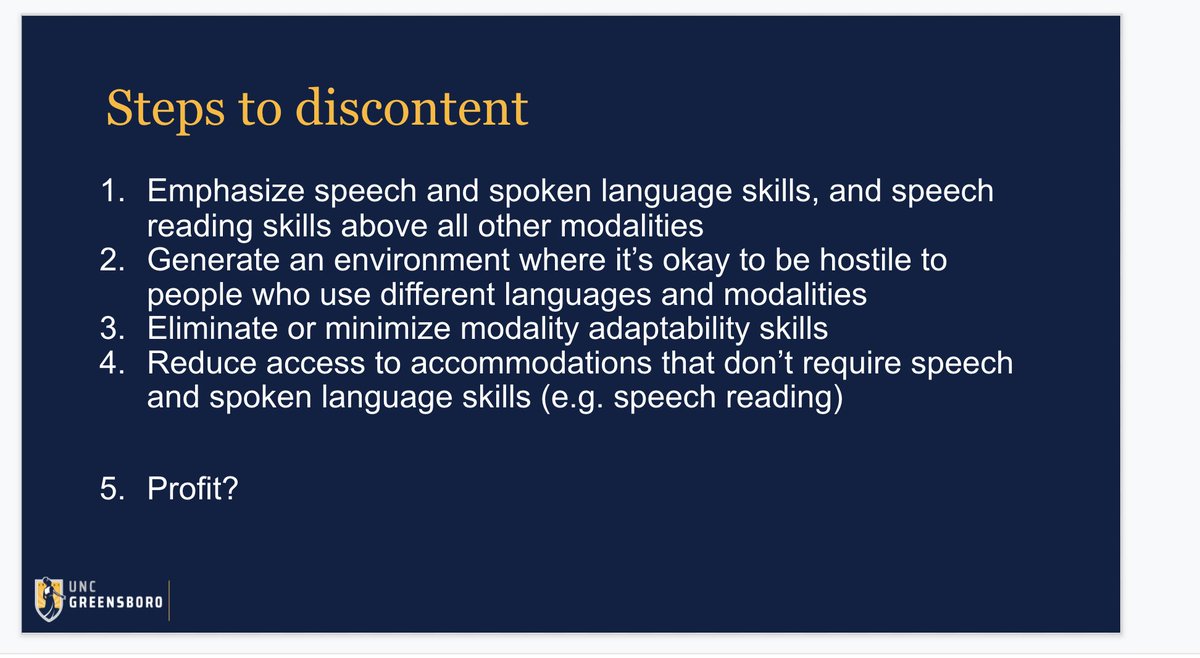 Steps to discontent
1. Emphasize speech and spoken language skills, and speech
reading skills above all other modalities
2. Generate an environment where it’s okay to be hostile to
people who use different languages and modalities
3. Eliminate or minimize modality adaptability skills
4. Reduce access to accommodations that don’t require speech
and spoken language skills (e.g. speech reading)
5. Profit?
UNC
GREENSBORO